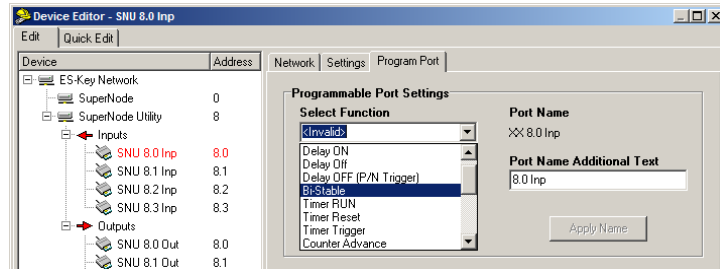 Device Editor - SNU 8.0 Inp
Edit
Quick Edit
Device
Address
ES-Key Network
SuperNode
0
SuperNode Utility
8
Inputs
SNU 8.0 Inp
8.0
SNU 8.1 Inp
8.1
SNU 8.2 Inp
8.2
SNU 8.3 Inp
8.3
Outputs
SNU 8.0 Out
8.0
SNU 8.1 Out
8.1
Network
Settings
Program Port
Programmable Port Settings
Select Function
<Invalid>
Delay ON
Delay Off
Delay OFF (P/N Trigger)
Bi-Stable
Timer RUN
Timer Reset
Timer Trigger
Counter Advance
Port Name
XX 8.0 Inp
Port Name Additional Text
8.0 Inp
Apply Name